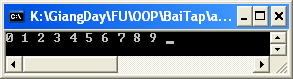 K:\GiangDay\FU\OOP\BaiTap\a...
0 1 2 3 4 5 6 7 8 9 _